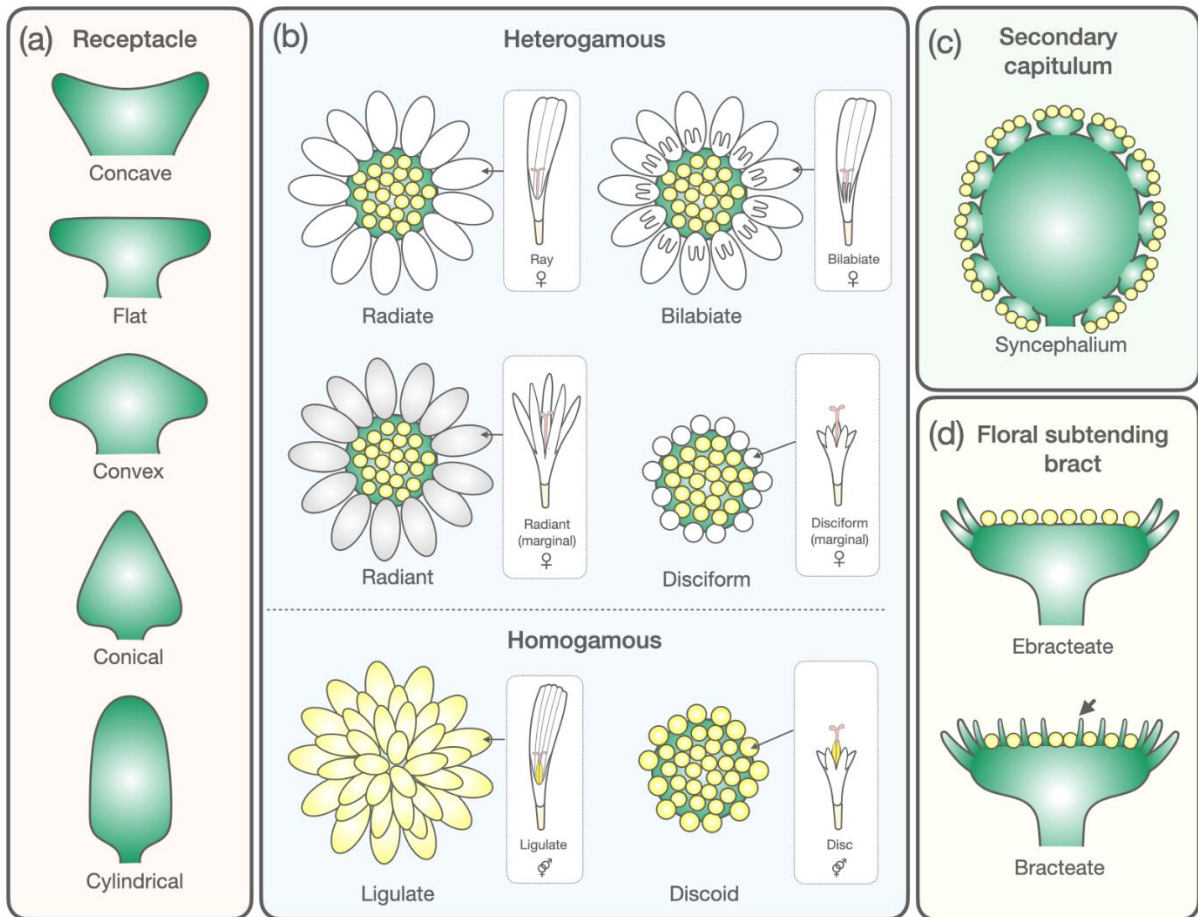 (a) Receptacle
Concave
Flat
Convex
Conical
Cylindrical
(b) Heterogamous
Ray
♀
Radiate
Bilabiate
♀
Bilabiate
Radiant
(marginal)
♀
Radiant
Disciform
(marginal)
♀
Disciform
Homogamous
Ligulate
⚥
Ligulate
Disc
⚥
Discoid
(c) Secondary
capitulum
Syncephalium
(d) Floral subtending
bract
Ebracteate
Bracteate